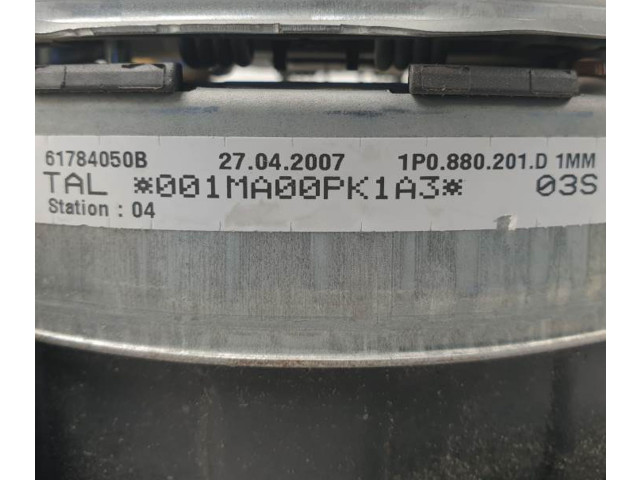 61784050B 27.04.2007 1P0.880.201.D 1MM
TAL *001MA00PK1A3* 03S
Station : 04